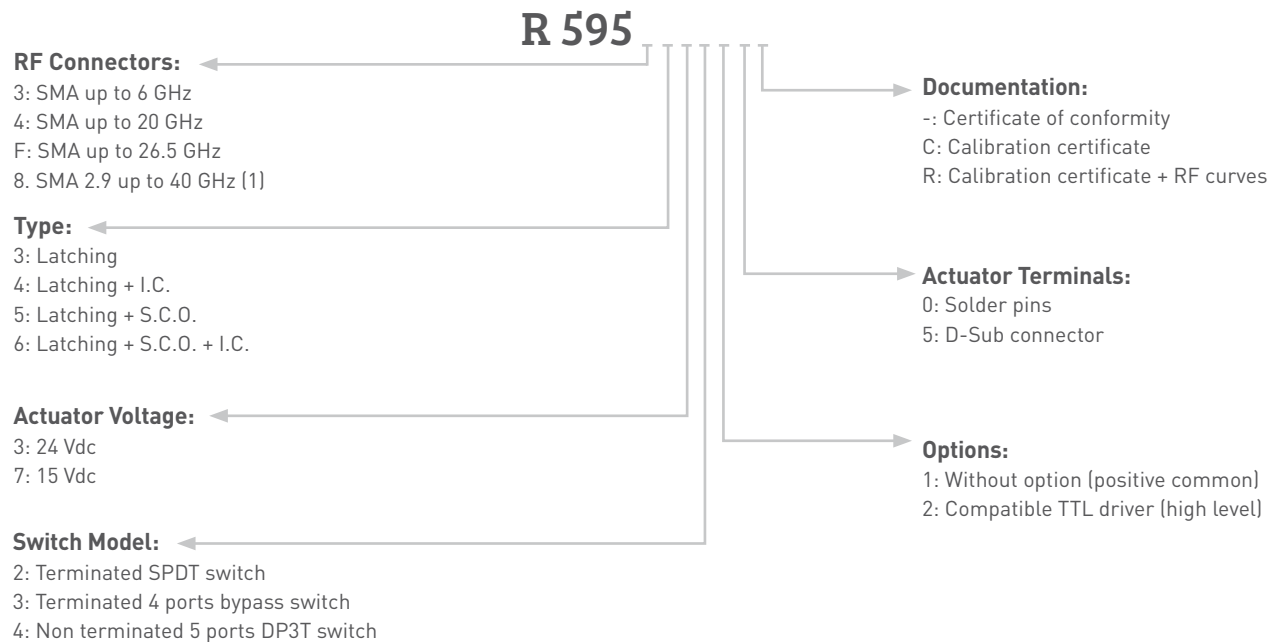 R 595
RF Connectors:
3: SMA up to 6 GHz
4: SMA up to 20 GHz
F: SMA up to 26.5 GHz
8. SMA 2.9 up to 40 GHz (1)
Type:
3: Latching
4: Latching + I.C.
5: Latching + S.C.O.
6: Latching + S.C.O. + I.C.
Actuator Voltage:
3: 24 Vdc
7: 15 Vdc
Switch Model:
2: Terminated SPDT switch
3: Terminated 4 ports bypass switch
4: Non terminated 5 ports DP3T switch
Documentation:
-: Certificate of conformity
C: Calibration certificate
R: Calibration certificate + RF curves
Actuator Terminals:
0: Solder pins
5: D-Sub connector
Options:
1: Without option (positive common)
2: Compatible TTL driver (high level)